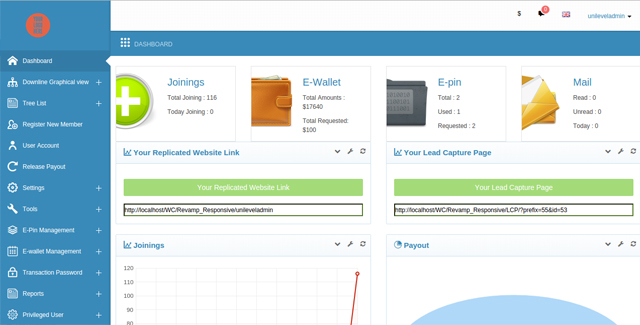 $
0
unileveladmin
DASHBOARD
Dashboard
Downline Graphical view
Tree List
Register New Member
User Account
Release Payout
Settings
Tools
E-Pin Management
E-wallet Management
Transaction Password
Reports
Privileged User
Joinings
Total Joining : 116
Today Joining : 0
E-Wallet
Total Amounts :
$17640
Total Requested:
$100
E-pin
Total : 2
Used : 1
Requested : 2
Mail
Read : 0
Unread : 0
Today : 0
Your Replicated Website Link
Your Replicated Website Link
http://localhost/WC/Revamp_Responsive/unileveladmin
Your Lead Capture Page
Your Lead Capture Page
http://localhost/WC/Revamp_Responsive/LCP/?prefix=55&id=53
Joinings
120
110
100
90
80
Payout